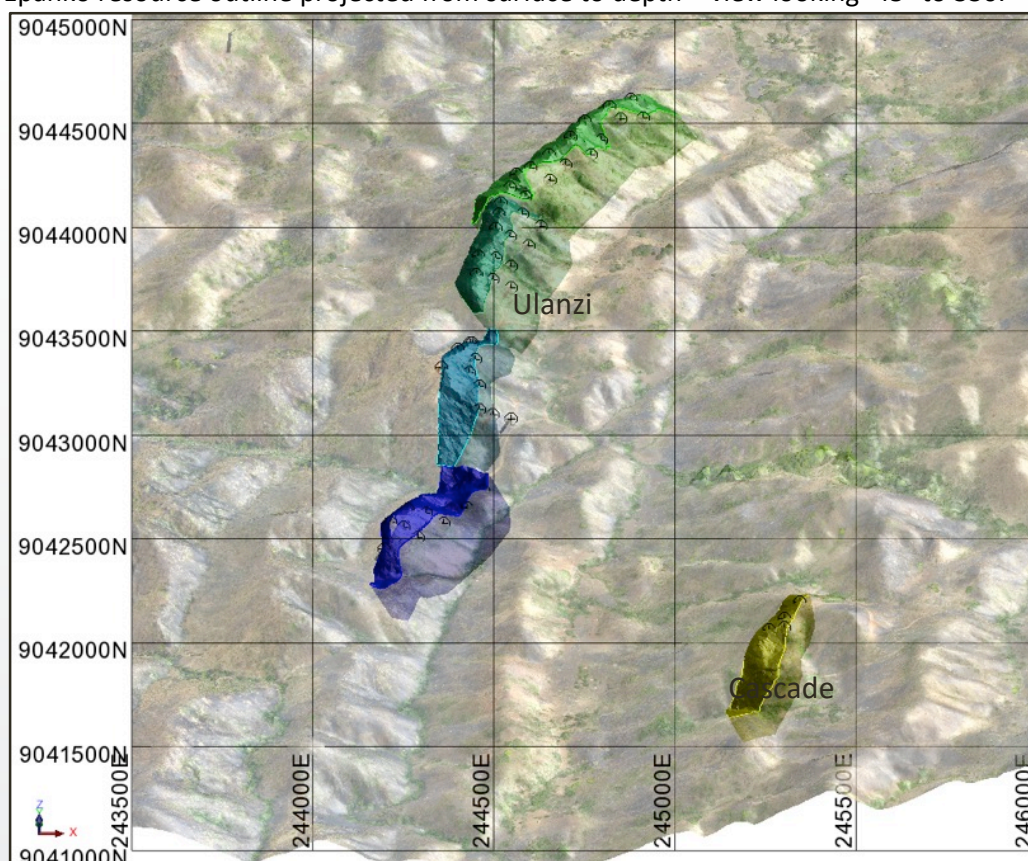 Epanko resource outline projected from surface to depth – view looking
9045000N
9044500N
9044000N
Ulanzi
9043500N
9043000N
9042500N
9042000N
Cascade
9041500N
243500E
244000E
244500E
245000E
245500E
246000E
Z
X
9041000N